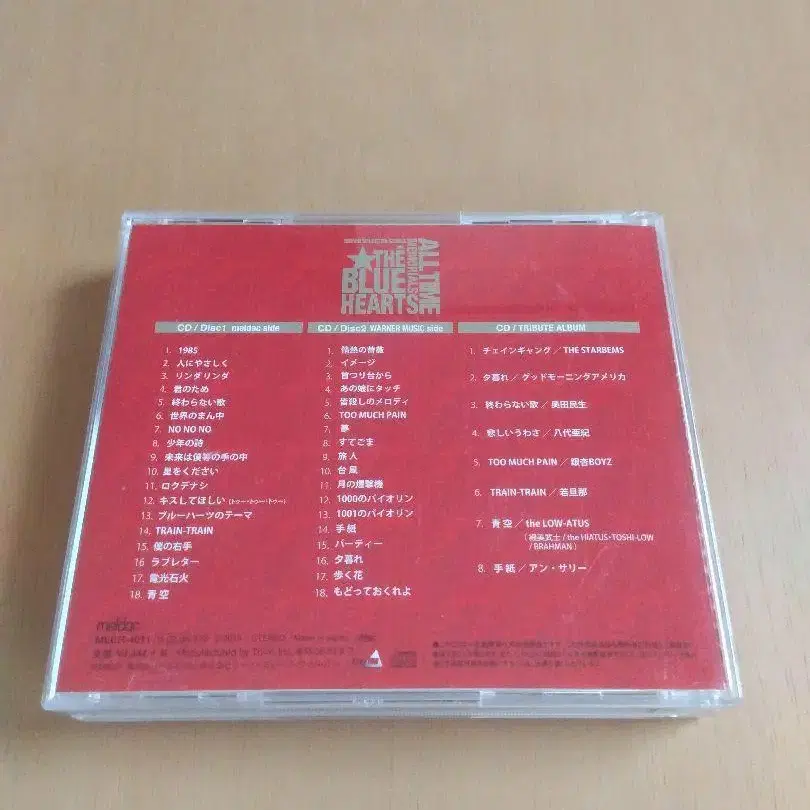 ALL TIME
MEMORIALS
★THE
BLUE
HEARTS
CD / Disc1 meldac side
1. 1985
2. 人にやさしく
3. リンダリンダ
4. 君のため
5. 終わらない歌
6. 世界のまん中
7. NO NO NO
8. 少年の詩
9. 未来は僕等の手の中
10. 星をください
11. ロクデナシ
12. キスしてほしい (トゥー・トゥー・トゥー)
13. ブルーハーツのテーマ
14. TRAIN-TRAIN
15. 僕の右手
16 ラブレター
17. 電光石火
18. 青空
CD / Disc2 WARNER MUSIC side
1. 情熱の薔薇
2. イメージ
3. 首つり台から
4. あの娘にタッチ
5. 皆殺しのメロディ
6. TOO MUCH PAIN
7. 夢
8. すてごま
9. 旅人
10. 台風
11. 月の爆撃機
12. 1000のバイオリン
13. 1001のバイオリン
14. 手紙
15. パーティー
16. 夕暮れ
17. 歩く花
18. もどっておくれよ
CD / TRIBUTE ALBUM
1. チェインギャング／THE STARBEMS
2. 夕暮れ／グッドモーニングアメリカ
3. 終わらない歌／奥田民生
4. 悲しいうわさ／八代亜紀
5. TOO MUCH PAIN／銀杏BOYZ
6. TRAIN-TRAIN／若旦那
7. 青空／the LOW-ATUS
（細美武士 / the HIATUS・TOSHI-LOW
/ BRAHMAN）
8. 手紙／アン・サリー
meldac
STEREO